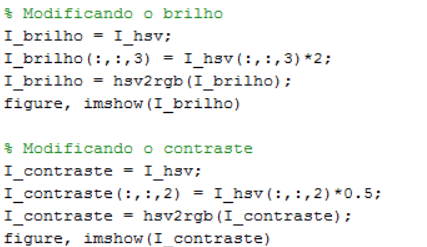 % Modificando o brilho
I_brilho = I_hsv;
I_brilho(:,:,3) = I_hsv(:,:,3)*2;
I_brilho = hsv2rgb(I_brilho);
figure, imshow(I_brilho)
% Modificando o contraste
I_contraste = I_hsv;
I_contraste(:,:,2) = I_hsv(:,:,2)*0.5;
I_contraste = hsv2rgb(I_contraste);
figure, imshow(I_contraste)